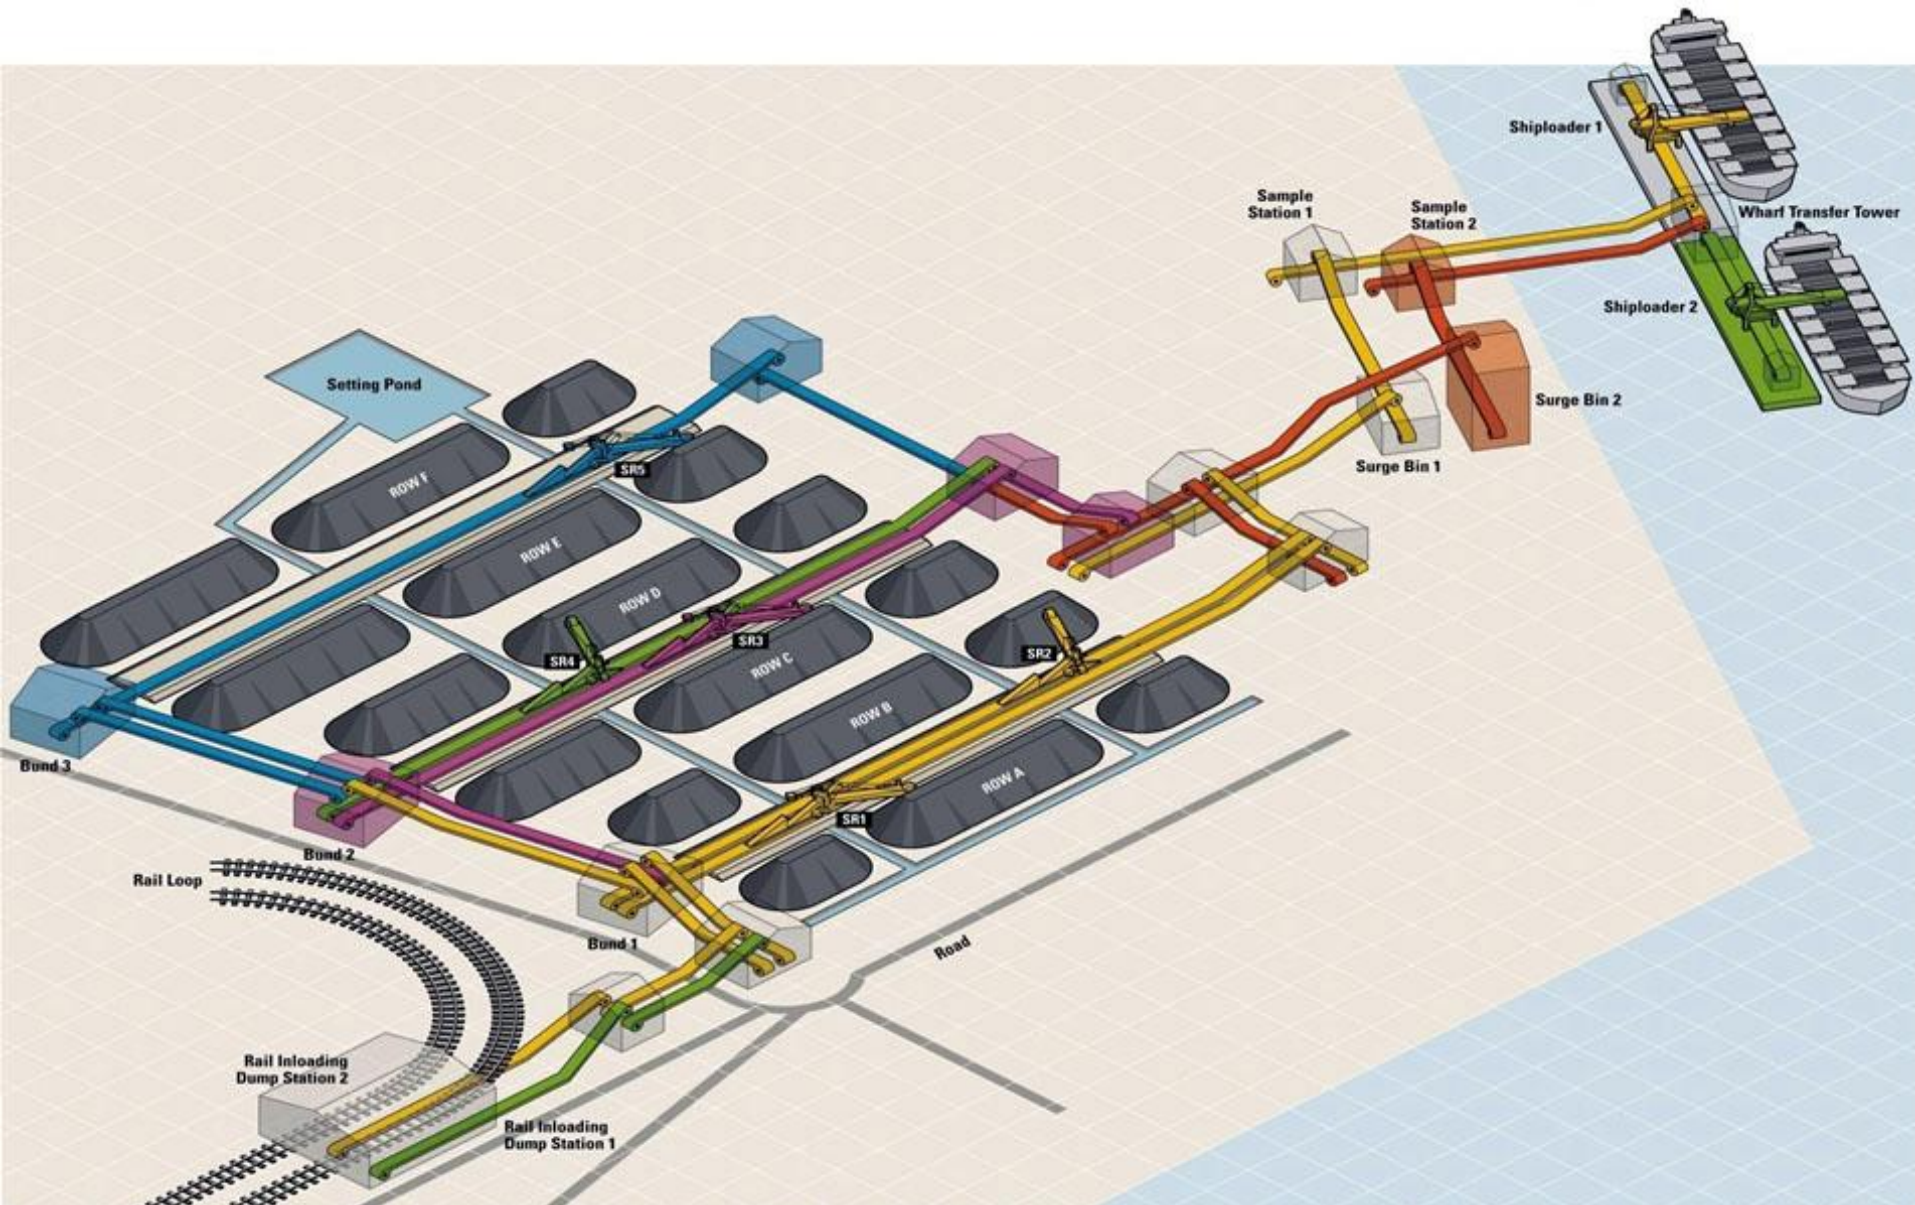 Shiploader 1
Sample
Station 1
Sample
Station 2
Wharf Transfer Tower
Shiploader 2
Setting Pond
Surge Bin 2
Surge Bin 1
SR5
ROW F
ROW E
ROW D
SR3
SR4
SR2
ROW C
ROW B
Bund 3
ROW A
SR1
Bund 2
Rail Loop
Bund 1
Road
Rail Inloading
Dump Station 2
Rail Inloading
Dump Station 1